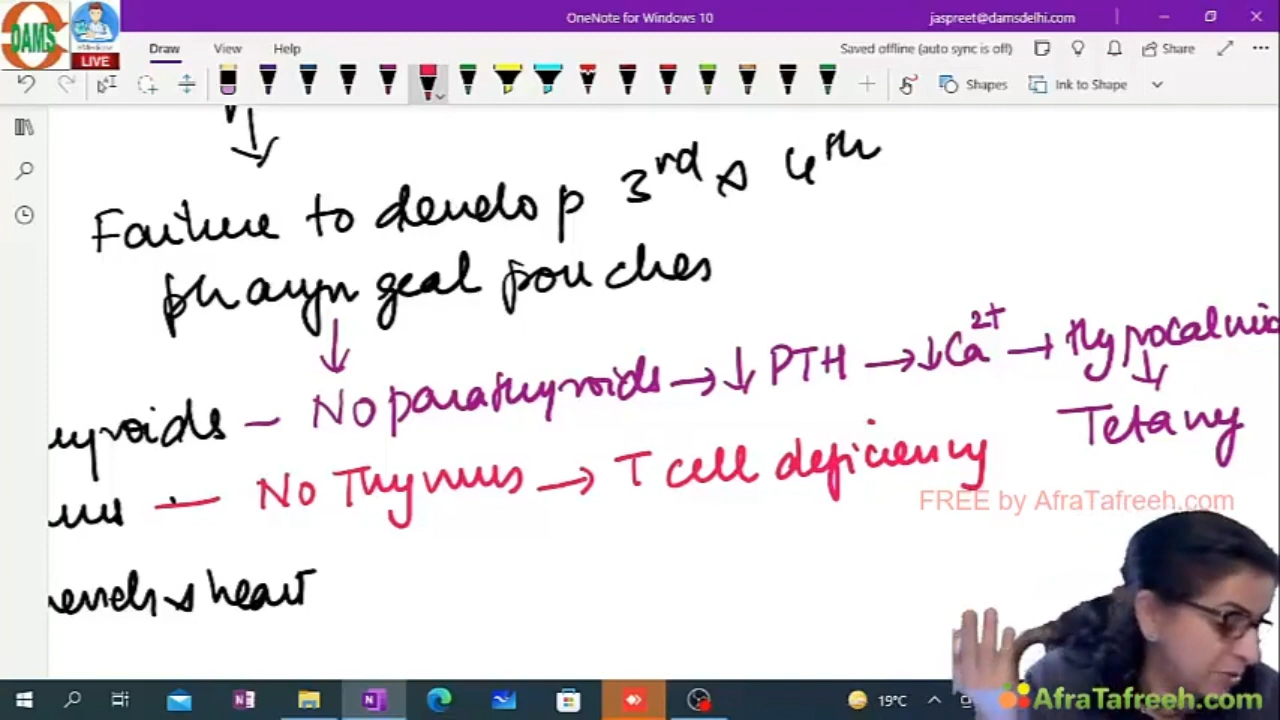 DAMS
LIVE
OneNote for Windows 10
jaspreet@damsdelhi.com
Draw View Help
Saved offline (auto sync is off)
Share
Shapes
Ink to Shape
Failure to develop 3rd & 4th
pharyngeal pouches
yroids – No parathyroids → ↓ PTH → ↓Ca2+ → Hypocalmic
↓
Tetany
mus – No Thymus → T cell deficiency
FREE by AfraTafreeh.com
& heart
19°C
AfraTafreeh.com